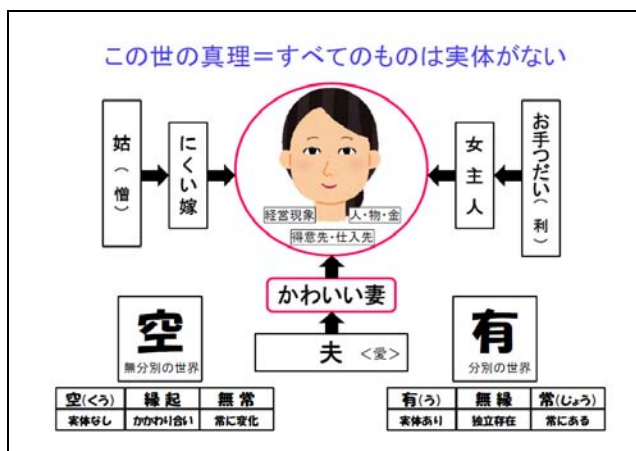 この世の真理＝すべてのものは実体がない
姑（憎）
にくい嫁
女主人
お手つだい（利）
経営現象
人・物・金
得意先・仕入先
かわいい妻
夫 <愛>
空
無分別の世界
有
分別の世界
空(くう) 縁起 無常
実体なし かかわり合い 常に変化
有(う) 無縁 常(じょう)
実体あり 独立存在 常にある